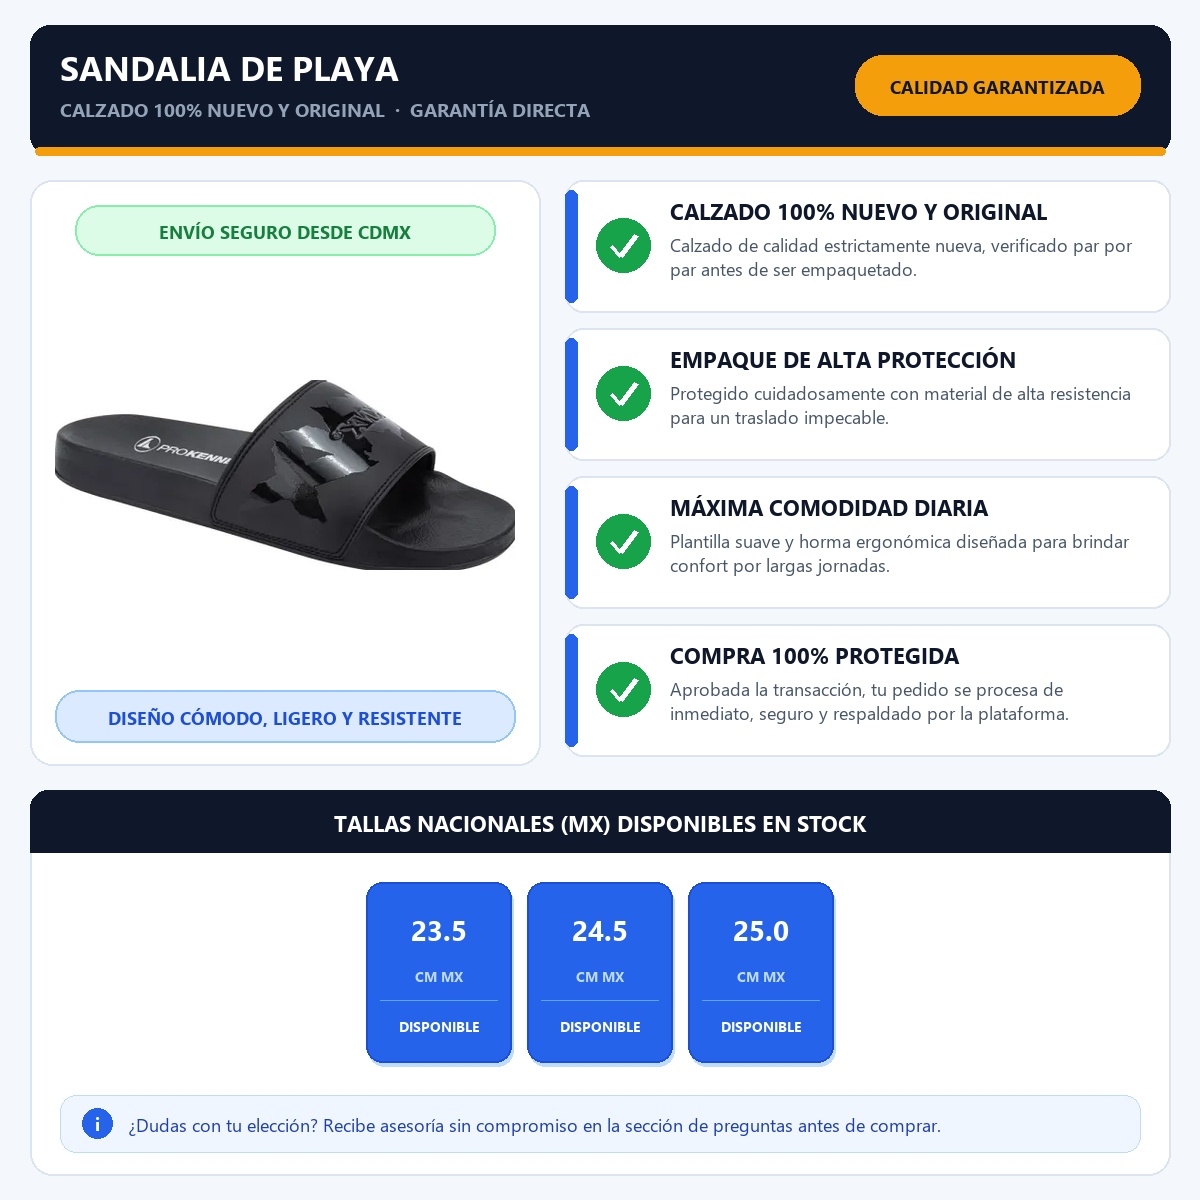 SANDALIA DE PLAYA
CALZADO 100% NUEVO Y ORIGINAL · GARANTÍA DIRECTA
CALIDAD GARANTIZADA
ENVÍO SEGURO DESDE CDMX
DISEÑO CÓMODO, LIGERO Y RESISTENTE
CALZADO 100% NUEVO Y ORIGINAL
Calzado de calidad estrictamente nueva, verificado par por
par antes de ser empaquetado.
EMPAQUE DE ALTA PROTECCIÓN
Protegido cuidadosamente con material de alta resistencia
para un traslado impecable.
MÁXIMA COMODIDAD DIARIA
Plantilla suave y horma ergonómica diseñada para brindar
confort por largas jornadas.
COMPRA 100% PROTEGIDA
Aprobada la transacción, tu pedido se procesa de
inmediato, seguro y respaldado por la plataforma.
TALLAS NACIONALES (MX) DISPONIBLES EN STOCK
23.5
CM MX
DISPONIBLE
24.5
CM MX
DISPONIBLE
25.0
CM MX
DISPONIBLE
¿Dudas con tu elección? Recibe asesoría sin compromiso en la sección de preguntas antes de comprar.